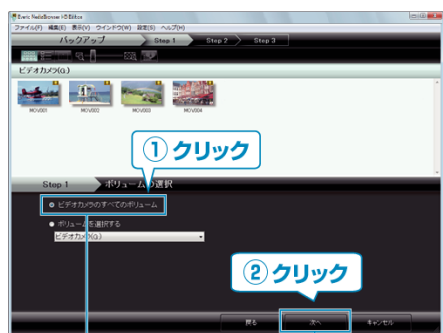 Everio MediaBrowser HD Edition
ファイル(F) 編集(E) 表示(V) ウインドウ(W) 設定(S) ヘルプ(H)
バックアップ Step 1 Step 2 Step 3
ビデオカメラ(G:)
MOV001 MOV002 MOV003 MOV004
① クリック
Step 1 ボリュームの選択
ビデオカメラのすべてのボリューム
ボリュームを選択する
ビデオカメラ(G:)
② クリック
戻る 次へ キャンセル